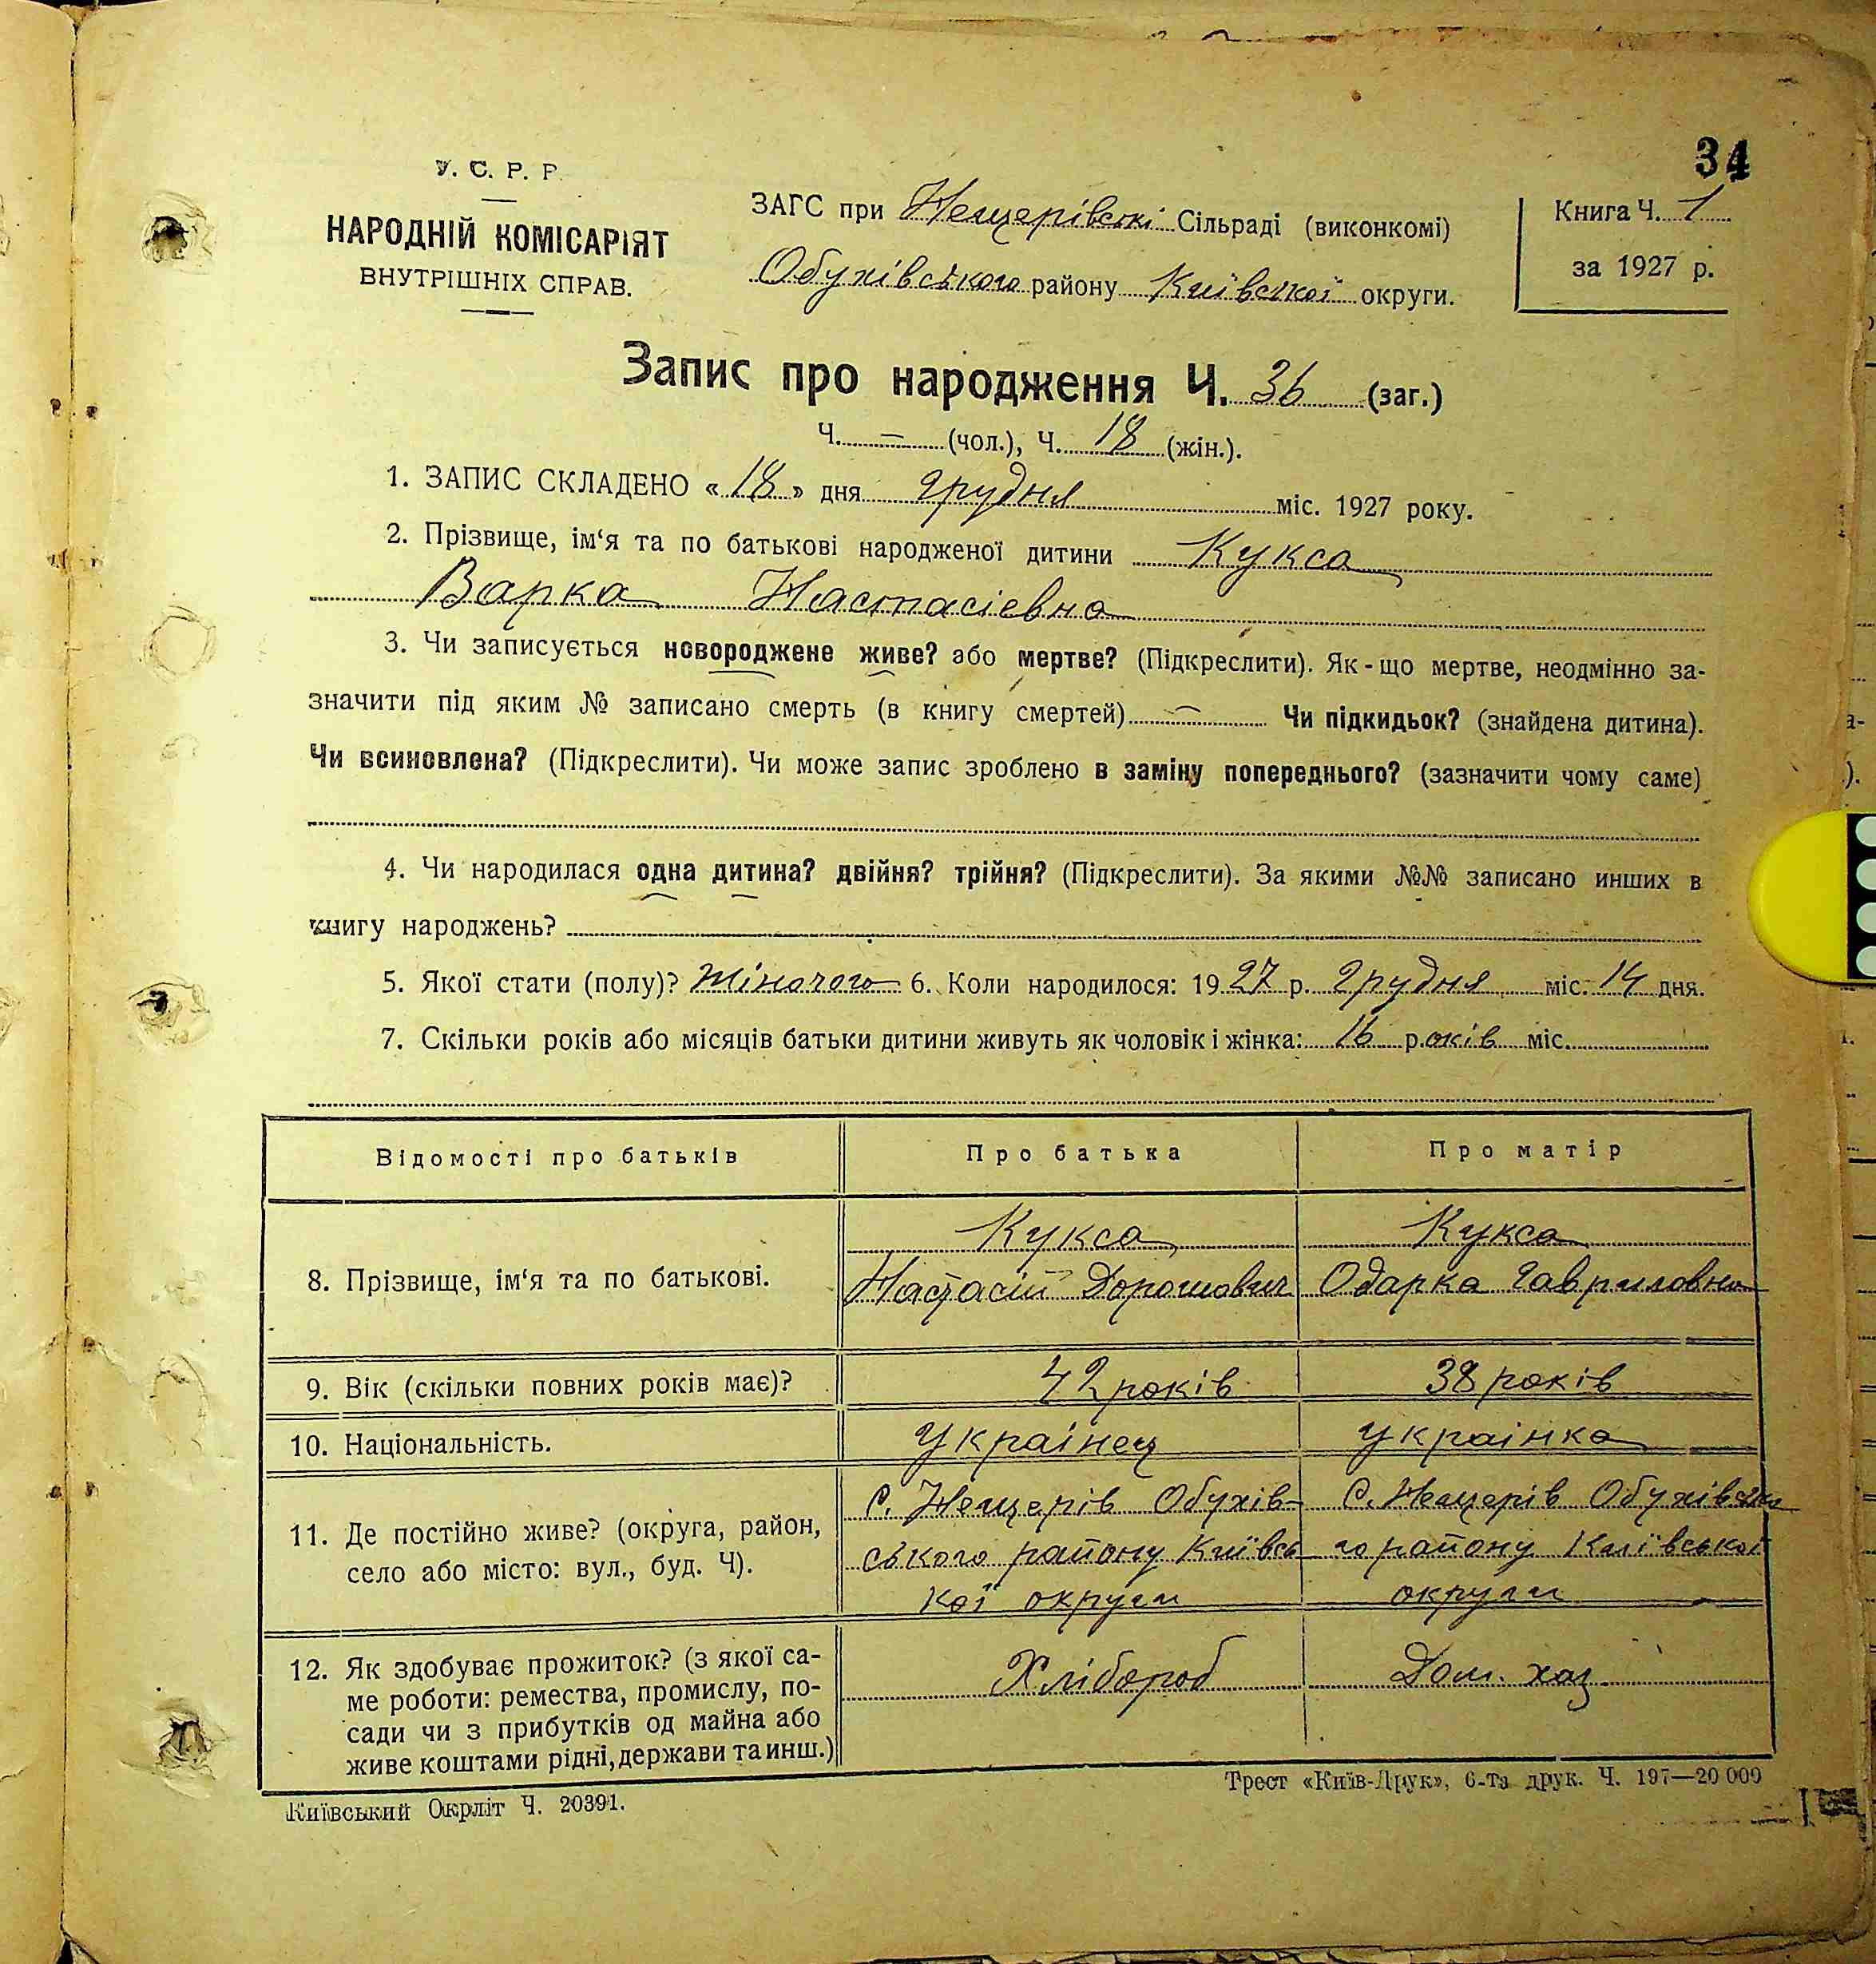 34
У. С. Р. Р.
НАРОДНІЙ КОМІСАРІЯТ
ВНУТРІШНІХ СПРАВ.
ЗАГС при Нещерівські Сільраді (виконкомі)
Обухівського району Київської округи.
Книга Ч. 1
за 1927 р.
Запис про народження Ч. 36 (заг.)
Ч. — (чол.), Ч. 18 (жін.).
1. ЗАПИС СКЛАДЕНО « 18 » дня грудня міс. 1927 року.
2. Прізвище, ім‘я та по батькові народженої дитини Кукса
Варка Настасієвна
3. Чи записується новороджене живе? або мертве? (Підкреслити). Як-що мертве, неодмінно за-
значити під яким № записано смерть (в книгу смертей) — Чи підкидьок? (знайдена дитина).
Чи всиновлена? (Підкреслити). Чи може запис зроблено в заміну попереднього? (зазначити чому саме)
4. Чи народилася одна дитина? двійня? трійня? (Підкреслити). За якими №№ записано инших в
книгу народжень?
5. Якої стати (полу)? жіночого 6. Коли народилося: 1927 р. грудня міс. 14 дня.
7. Скільки років або місяців батьки дитини живуть як чоловік і жінка: 16 років міс.
Відомості про батьків Про батька Про матір
8. Прізвище, ім‘я та по батькові.
Кукса
Настасій Дорошович
Кукса
Одарка Гавриловна
9. Вік (скільки повних років має)? 42 років 38 років
10. Національність. Українец українка
11. Де постійно живе? (округа, район,
село або місто: вул., буд. Ч).
с. Нещерів Обухів-
ського району Київсь
кої округи
С. Нещерів Обухівсько
го району Київської
округи
12. Як здобуває прожиток? (з якої са-
ме роботи: ремества, промислу, по-
сади чи з прибутків од майна або
живе коштами рідні, держави та инш.)
Хлібороб
Дом. хаз
Київський Окрліт Ч. 20391.
Трест «Київ-Друк», 6-та друк. Ч. 197—20 000